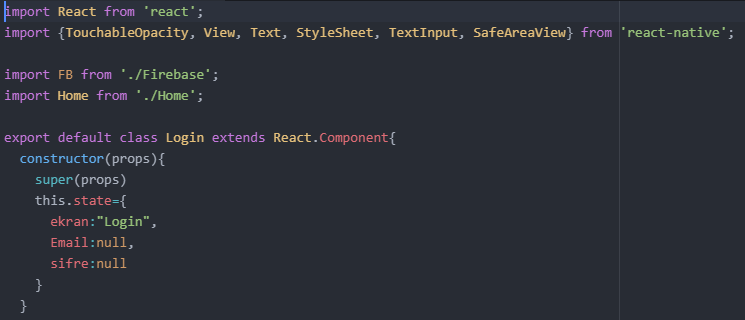 import React from 'react';
import {TouchableOpacity, View, Text, StyleSheet, TextInput, SafeAreaView} from 'react-native';
import FB from './Firebase';
import Home from './Home';
export default class Login extends React.Component{
  constructor(props){
    super(props)
    this.state={
      ekran:"Login",
      Email:null,
      sifre:null
    }
  }